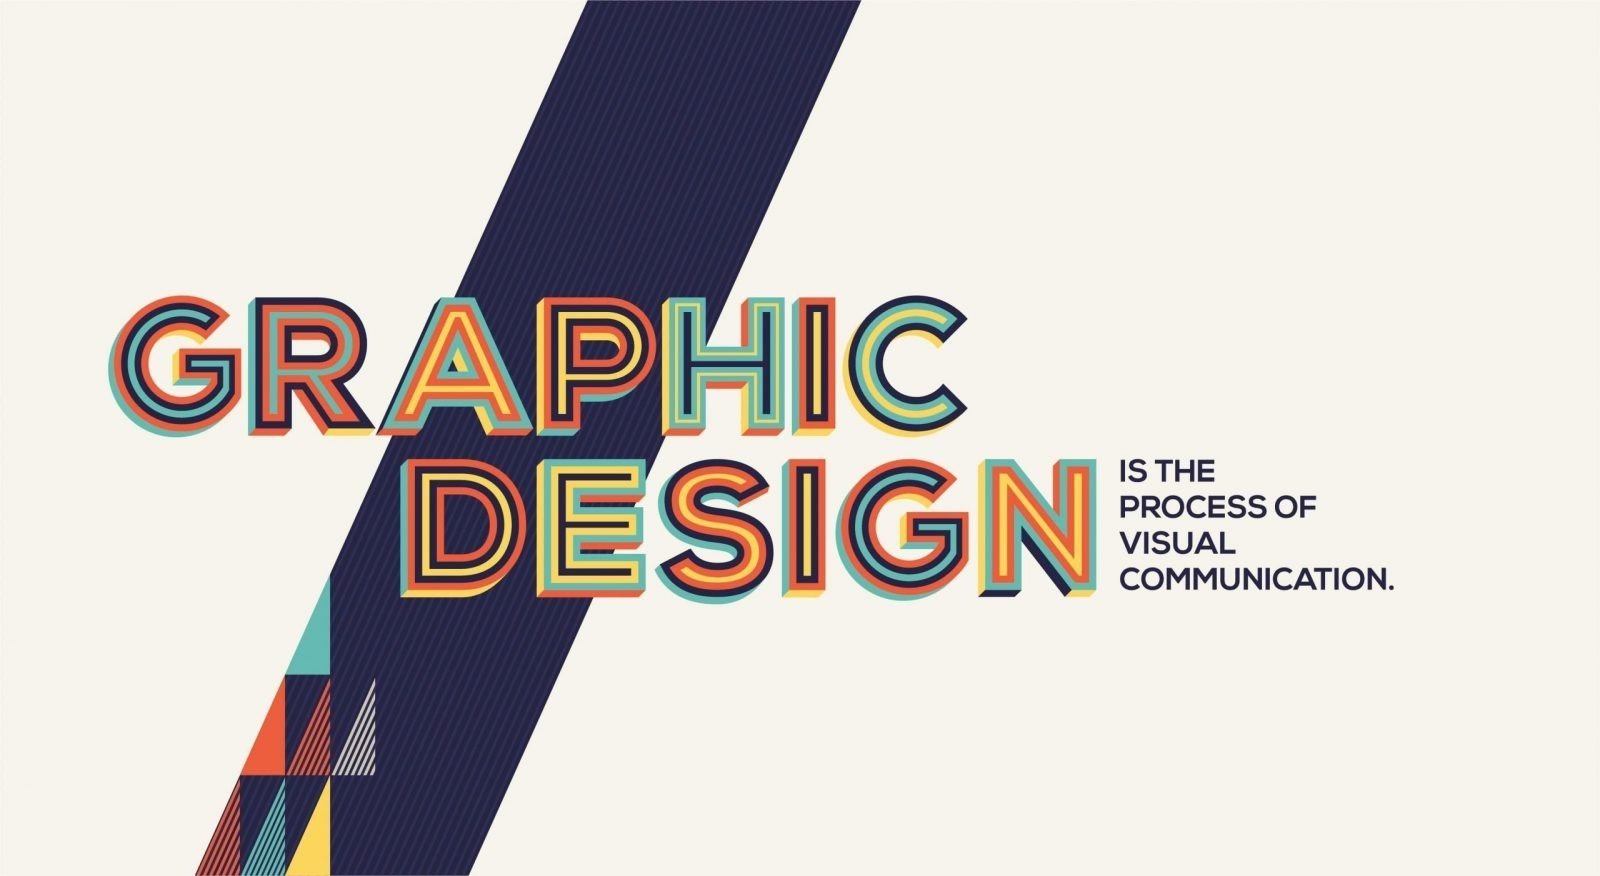 GRAPHIC
DESIGN
IS THE
PROCESS OF
VISUAL
COMMUNICATION.